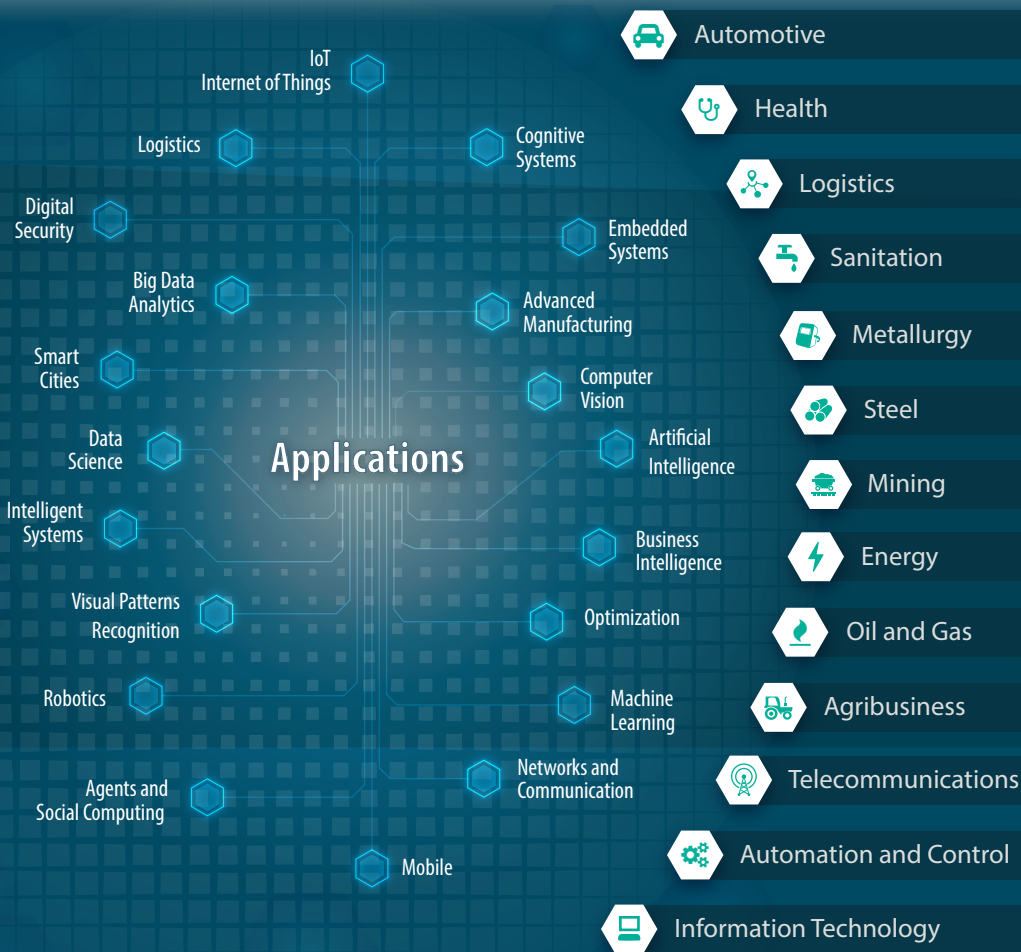 IoT
Internet of Things
Logistics
Cognitive
Systems
Digital
Security
Embedded
Systems
Big Data
Analytics
Advanced
Manufacturing
Smart
Cities
Computer
Vision
Data
Science
Applications
Artificial
Intelligence
Intelligent
Systems
Business
Intelligence
Visual Patterns
Recognition
Optimization
Robotics
Machine
Learning
Agents and
Social Computing
Networks and
Communication
Mobile
Automotive
Health
Logistics
Sanitation
Metallurgy
Steel
Mining
Energy
Oil and Gas
Agribusiness
Telecommunications
Automation and Control
Information Technology